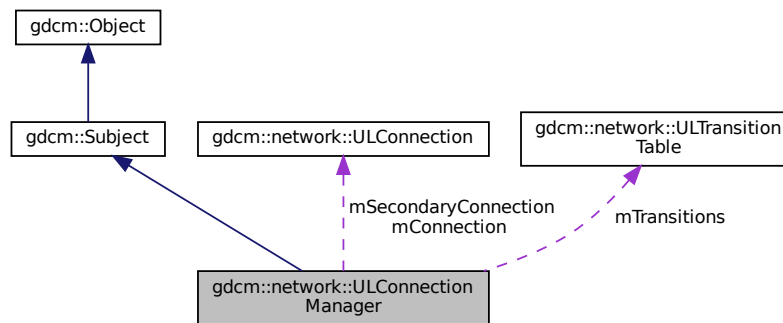 gdcm::Object
gdcm::Subject
gdcm::network::ULConnection
gdcm::network::ULTransition
Table
mSecondaryConnection
mConnection
mTransitions
gdcm::network::ULConnection
Manager